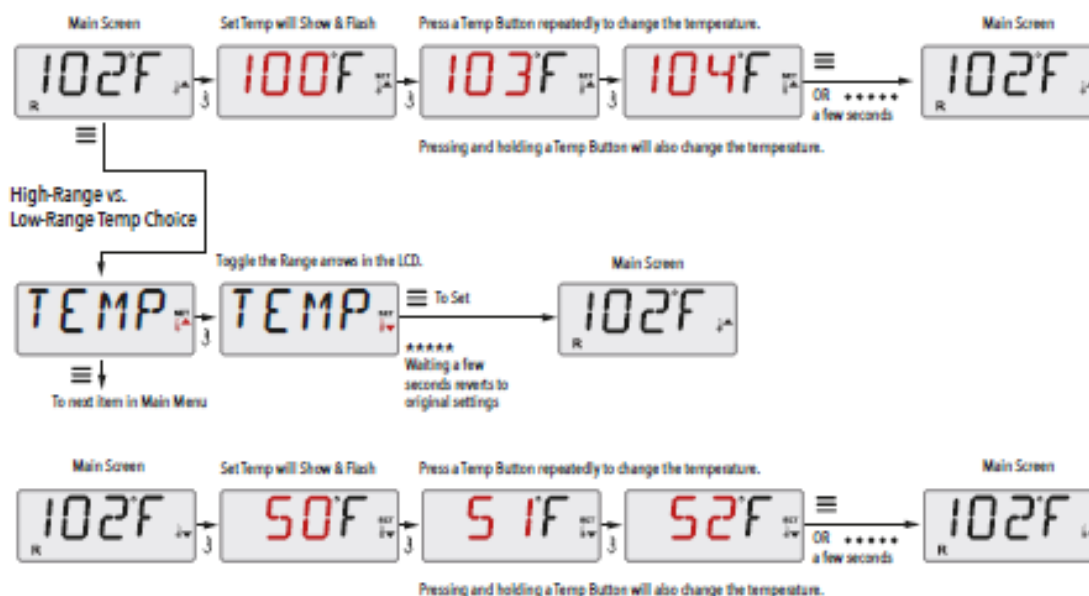 Main Screen
Set Temp will Show & Flash
Press a Temp Button repeatedly to change the temperature.
Main Screen
102°F
R
100°F
SET
103°F
SET
104°F
SET
OR *****
a few seconds
102°F
R
Pressing and holding a Temp Button will also change the temperature.
High-Range vs.
Low-Range Temp Choice
Toggle the Range arrows in the LCD.
Main Screen
TEMP
SET
TEMP
SET
To Set
*****
Waiting a few
seconds reverts to
original settings
102°F
R
To next item in Main Menu
Main Screen
Set Temp will Show & Flash
Press a Temp Button repeatedly to change the temperature.
Main Screen
102°F
R
50°F
SET
51°F
SET
52°F
SET
OR *****
a few seconds
102°F
R
Pressing and holding a Temp Button will also change the temperature.